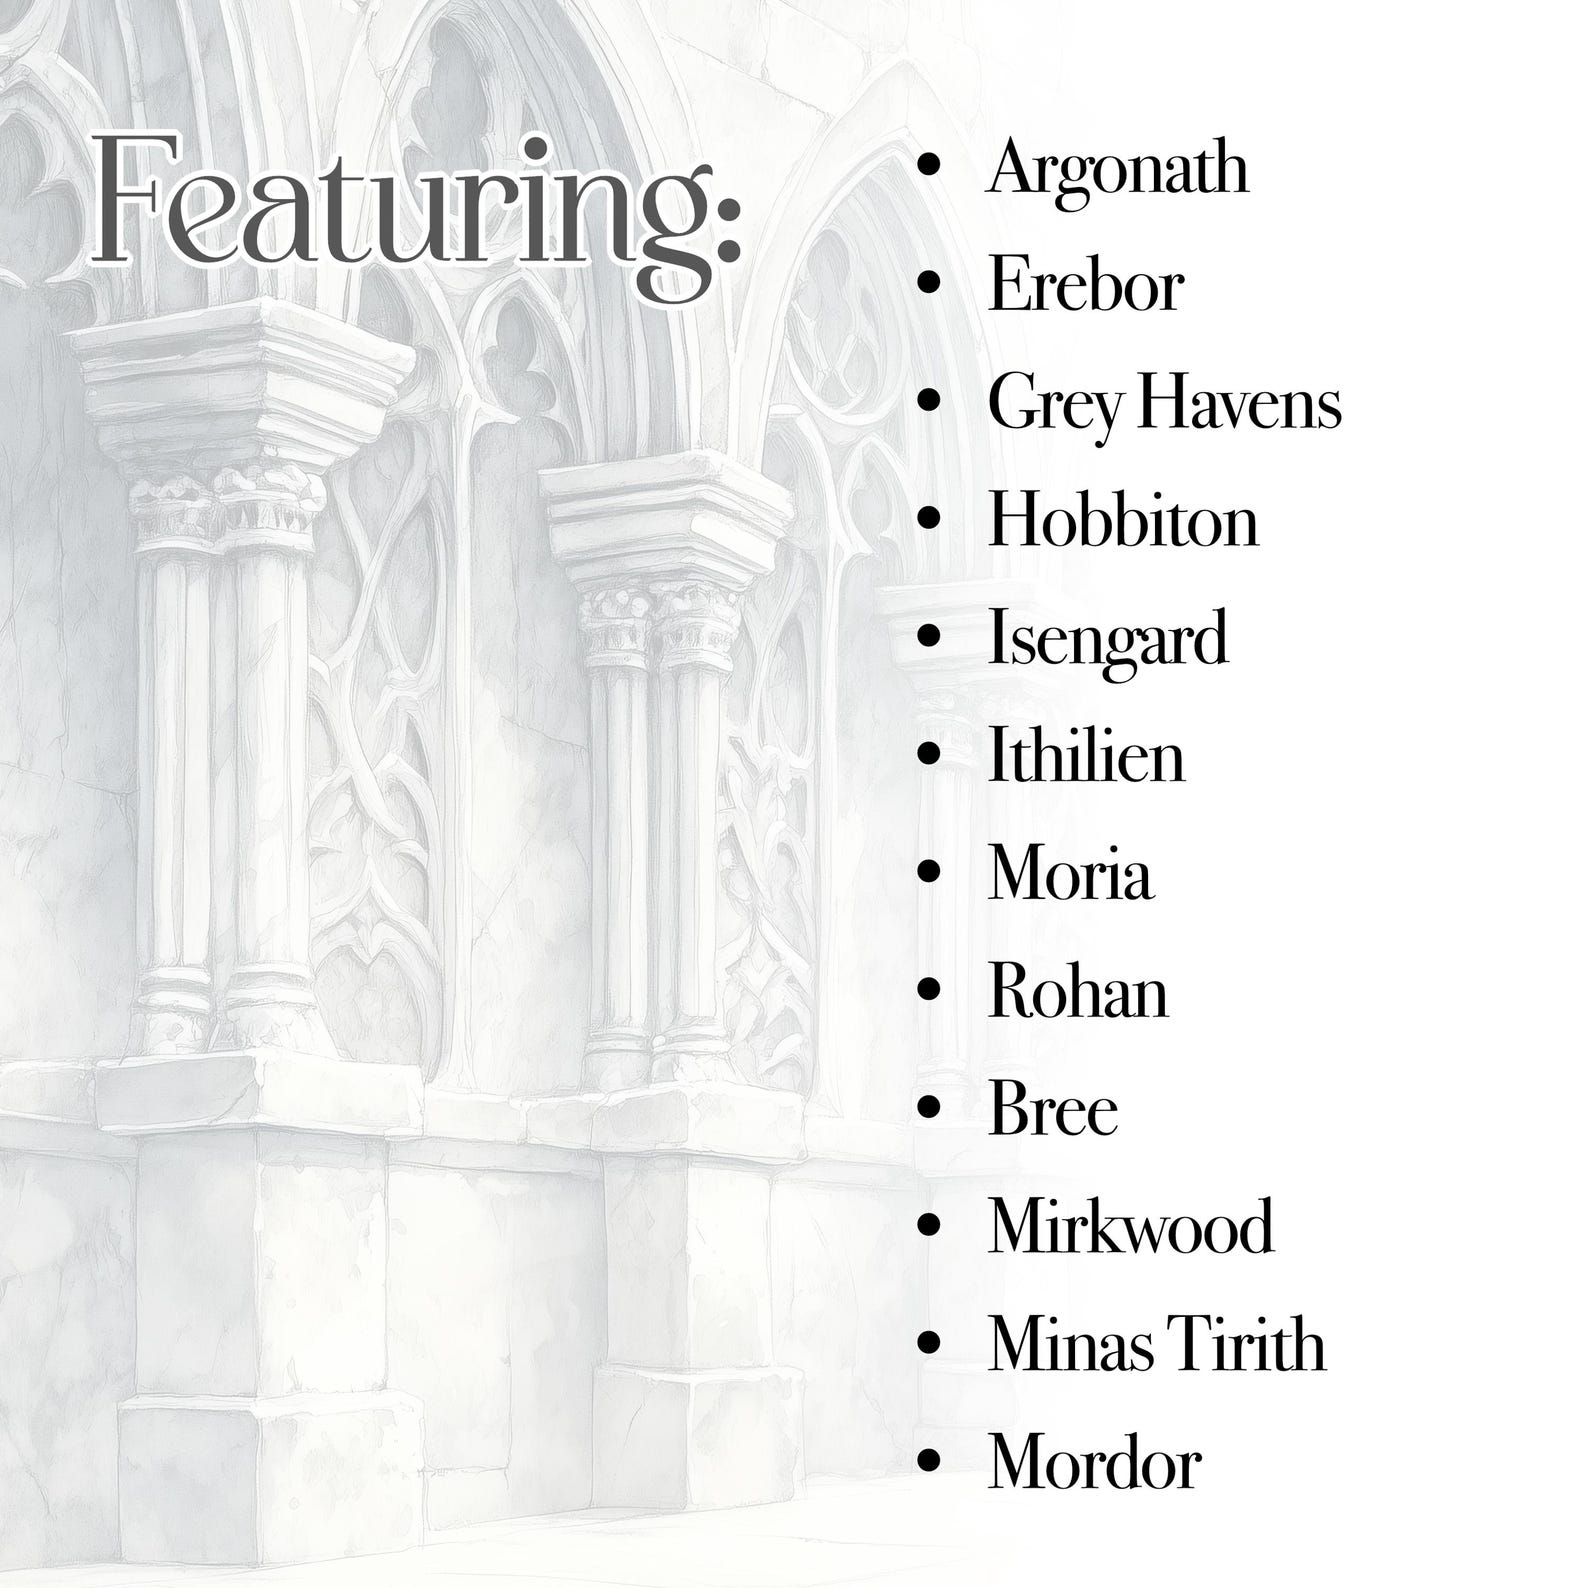 Featuring:
• Argonath
• Erebor
• Grey Havens
• Hobbiton
• Isengard
• Ithilien
• Moria
• Rohan
• Bree
• Mirkwood
• Minas Tirith
• Mordor